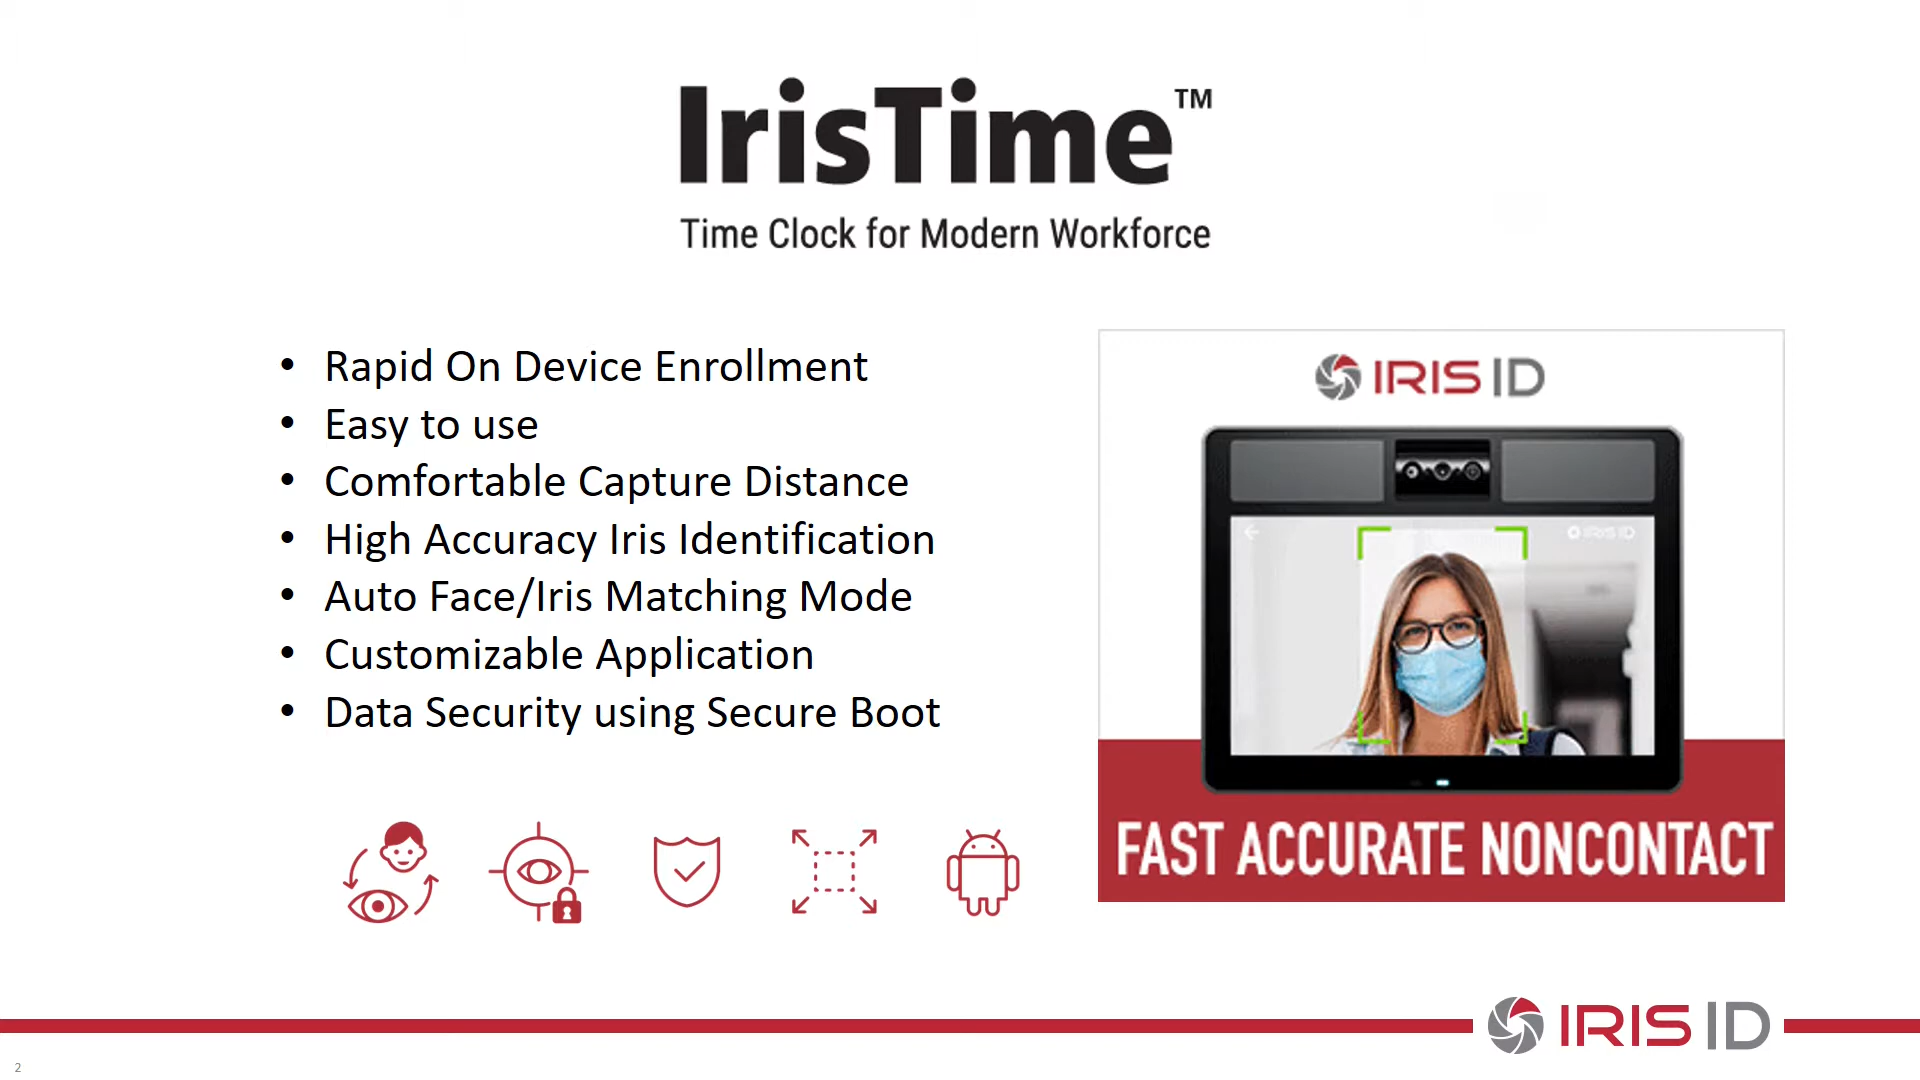 IrisTime™
Time Clock for Modern Workforce
• Rapid On Device Enrollment
• Easy to use
• Comfortable Capture Distance
• High Accuracy Iris Identification
• Auto Face/Iris Matching Mode
• Customizable Application
• Data Security using Secure Boot
IRIS ID
IRIS ID
FAST ACCURATE NONCONTACT
IRIS ID
2